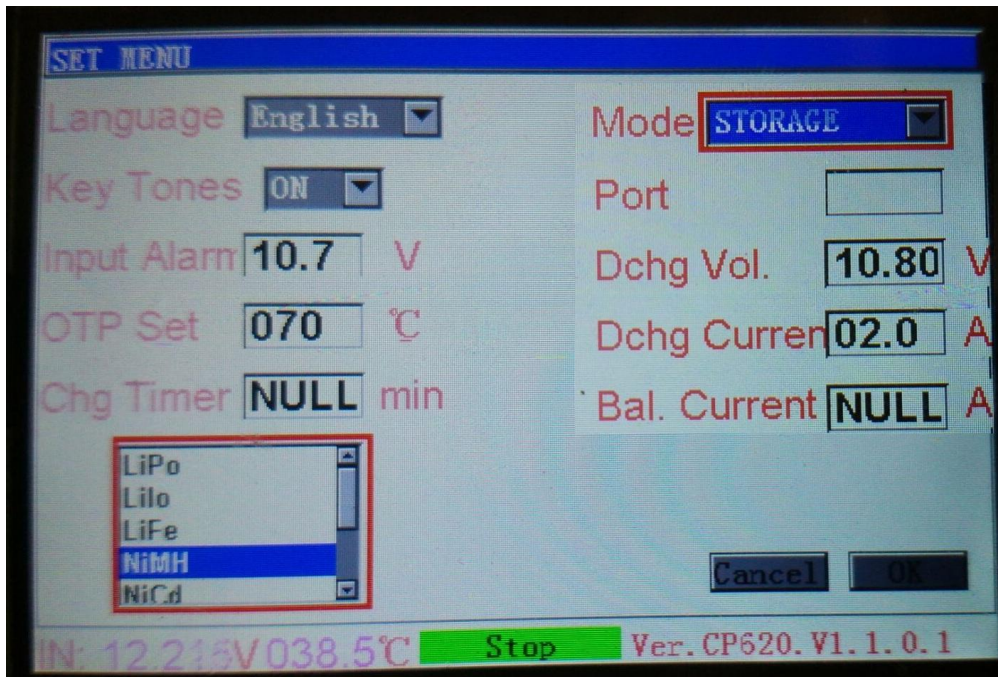 SET MENU
Language English
Mode STORAGE
Key Tones ON
Port
Input Alarm 10.7 V
Dchg Vol. 10.80 V
OTP Set 070 ℃
Dchg Curren 02.0 A
Chg Timer NULL min
Bal. Current NULL A
LiPo
LiIo
LiFe
NiMH
NiCd
Cancel OK
IN: 12.215V 038.5℃ Stop Ver.CP620.V1.1.0.1